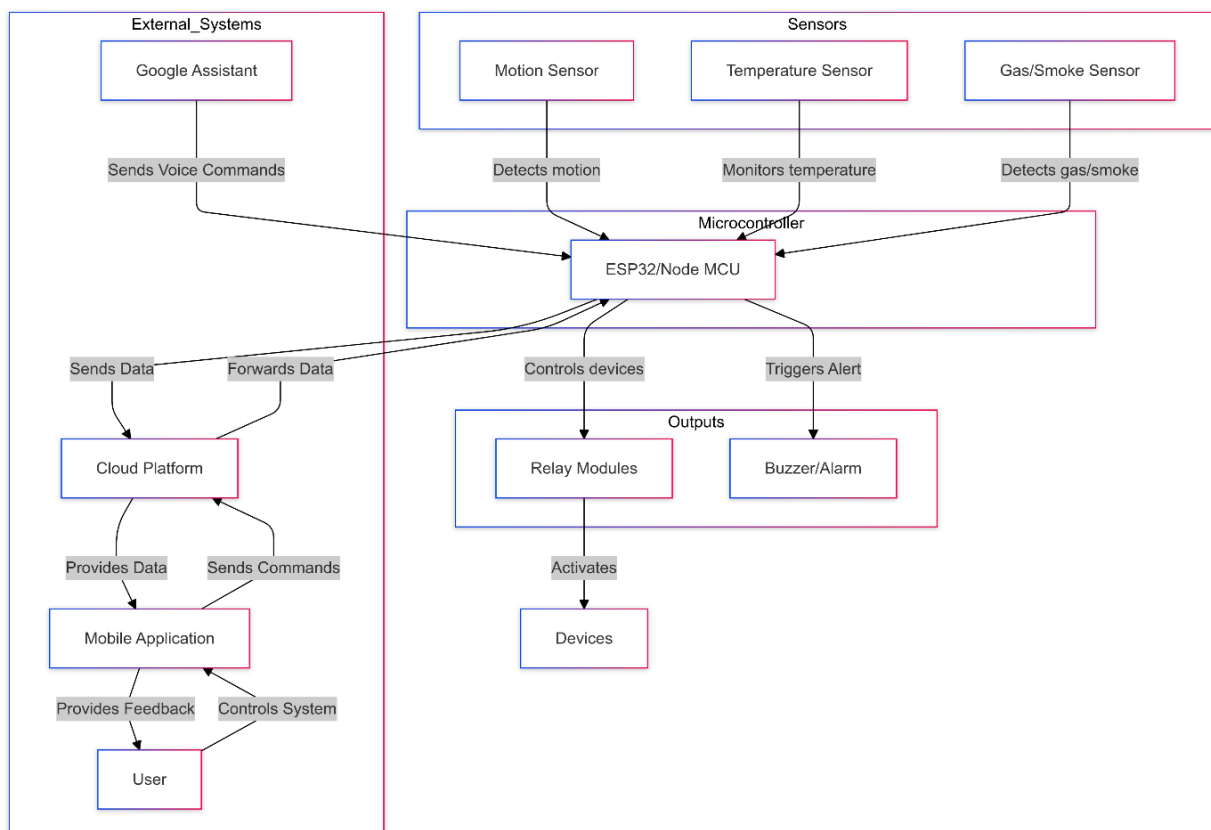 External_Systems
Sensors
Google Assistant
Motion Sensor
Temperature Sensor
Gas/Smoke Sensor
Sends Voice Commands
Detects motion
Monitors temperature
Detects gas/smoke
Microcontroller
ESP32/Node MCU
Sends Data
Forwards Data
Controls devices
Triggers Alert
Outputs
Cloud Platform
Relay Modules
Buzzer/Alarm
Provides Data
Sends Commands
Activates
Mobile Application
Devices
Provides Feedback
Controls System
User